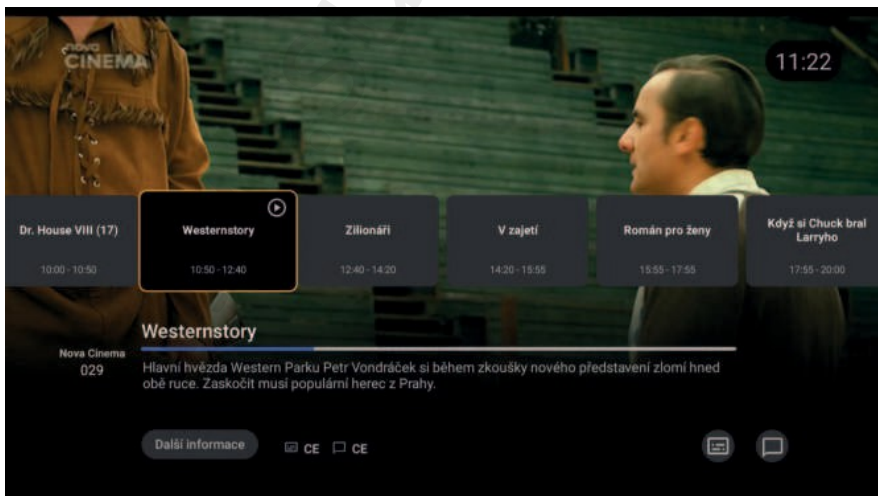 nova
CINEMA
11:22
Dr. House VIII (17)
10:00 - 10:50
Westernstory
10:50 - 12:40
Zilionáři
12:40 - 14:20
V zajetí
14:20 - 15:55
Román pro ženy
15:55 - 17:55
Když si Chuck bral
Larryho
17:55 - 20:00
Westernstory
Nova Cinema
029
Hlavní hvězda Western Parku Petr Vondráček si během zkoušky nového představení zlomí hned
obě ruce. Zaskočit musí populární herec z Prahy.
Další informace
CE
CE